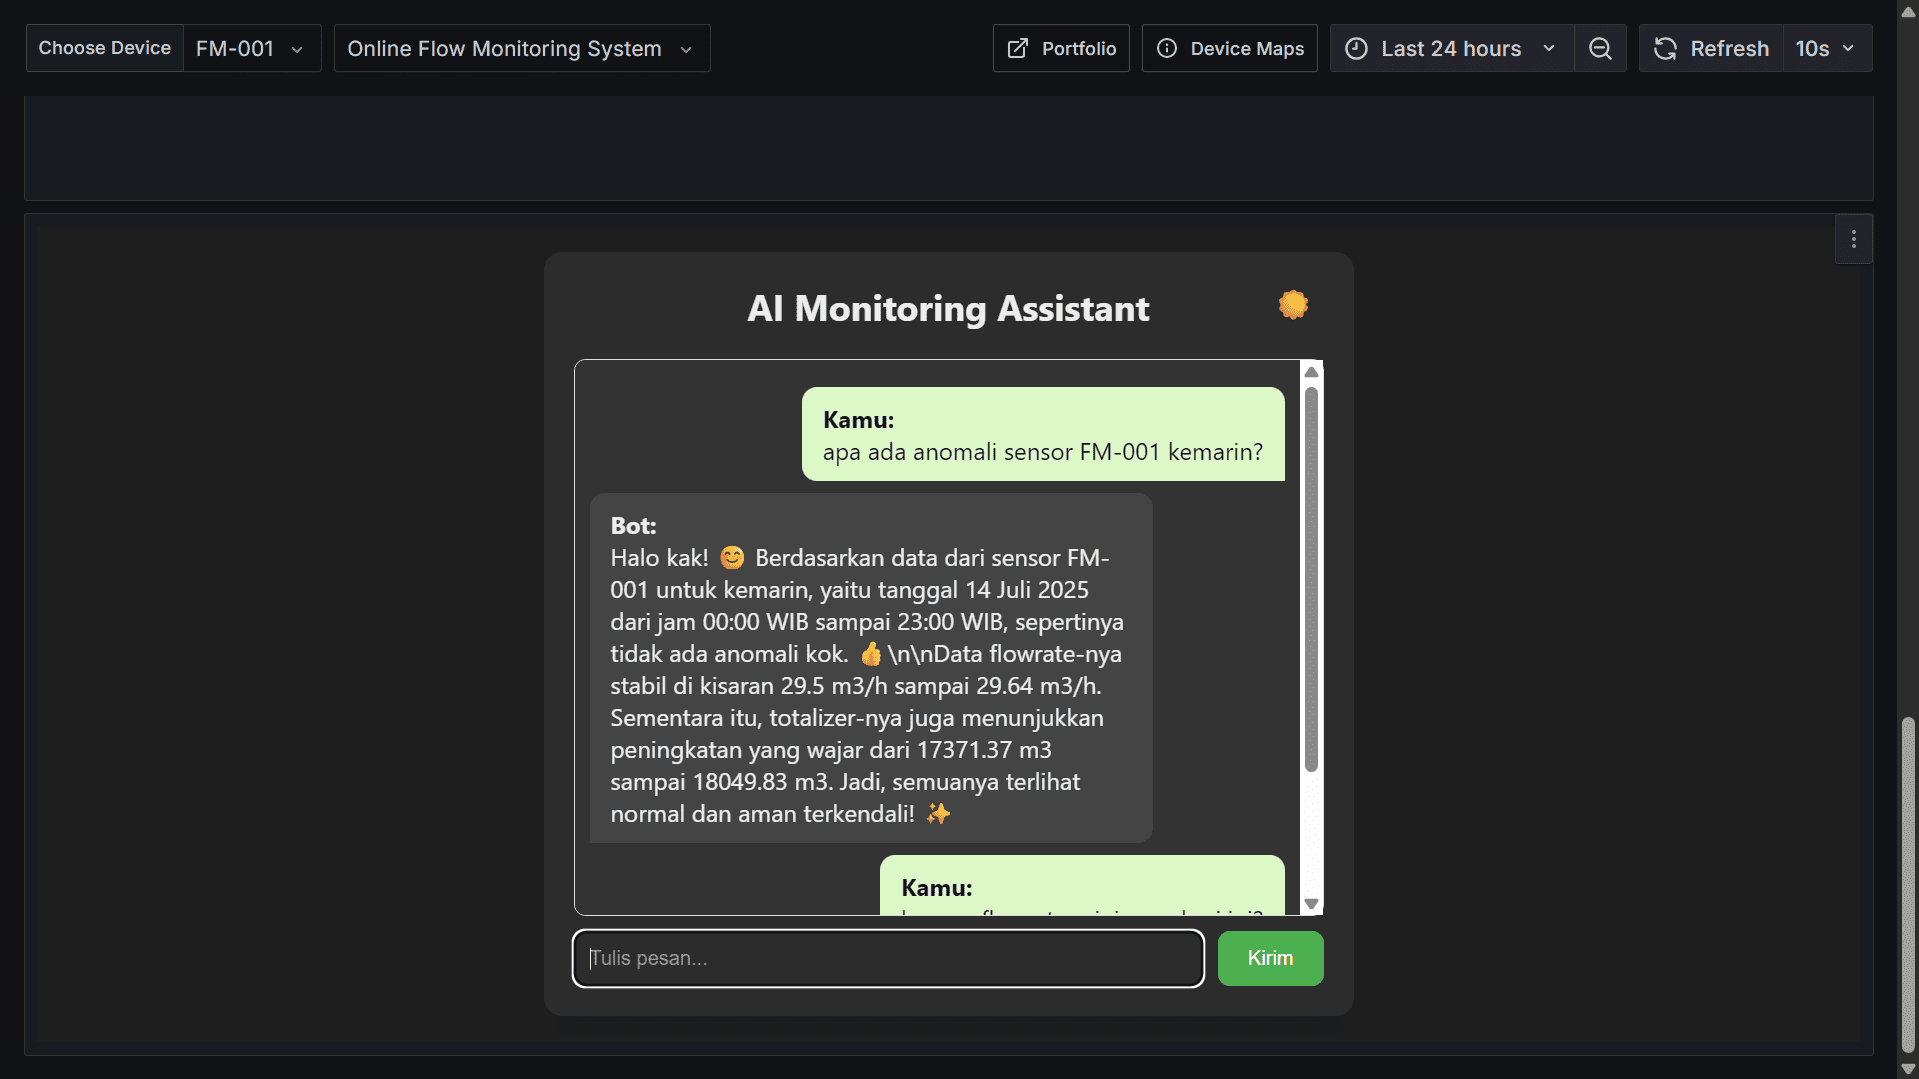 Choose Device FM-001 Online Flow Monitoring System Portfolio Device Maps Last 24 hours Refresh 10s
AI Monitoring Assistant
Kamu:
apa ada anomali sensor FM-001 kemarin?
Bot:
Halo kak! 😊 Berdasarkan data dari sensor FM-
001 untuk kemarin, yaitu tanggal 14 Juli 2025
dari jam 00:00 WIB sampai 23:00 WIB, sepertinya
tidak ada anomali kok. 👍\n\nData flowrate-nya
stabil di kisaran 29.5 m3/h sampai 29.64 m3/h.
Sementara itu, totalizer-nya juga menunjukkan
peningkatan yang wajar dari 17371.37 m3
sampai 18049.83 m3. Jadi, semuanya terlihat
normal dan aman terkendali! ✨
Kamu:
Tulis pesan...
Kirim